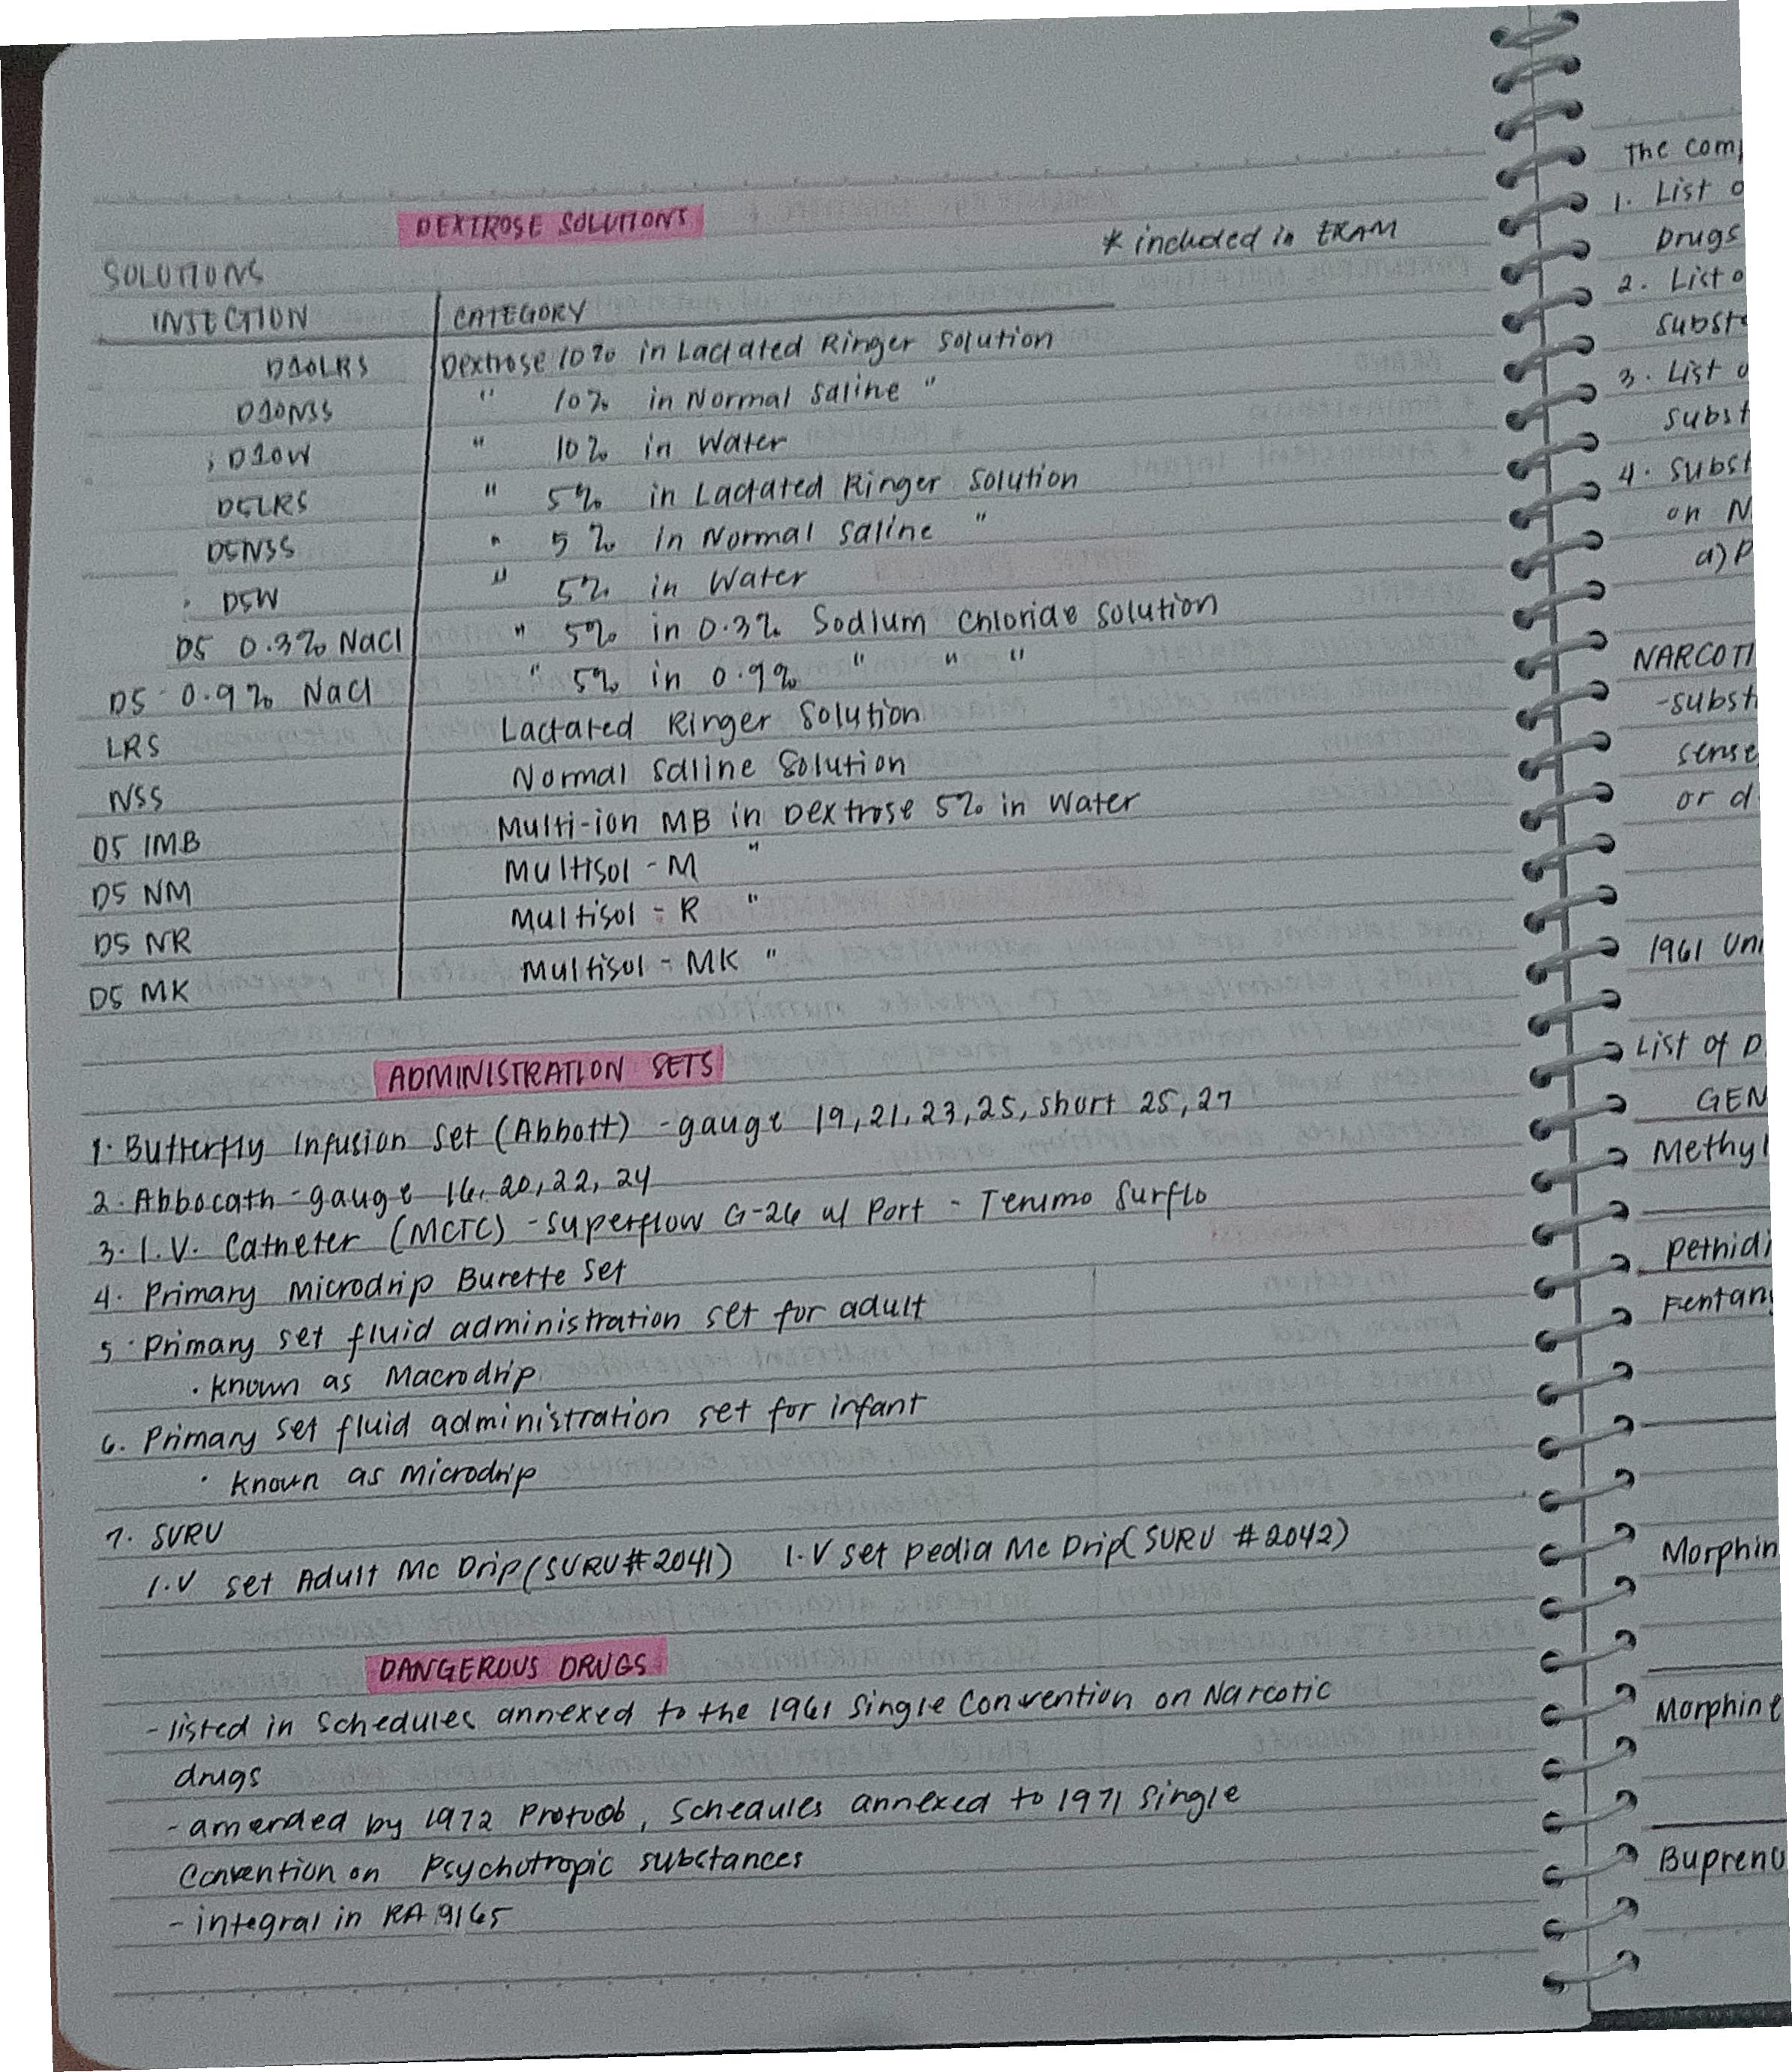 DEXTROSE SOLUTIONS
* included in EXAM
SOLUTIONS
INJECTION CATEGORY
D10LRS Dextrose 10% in Lactated Ringer Solution
D10NSS " 10% in Normal Saline "
D10W " 10% in Water
D5LRS " 5% in Lactated Ringer Solution
D5NSS " 5% in Normal Saline "
D5W " 5% in Water
D5 0.3% NaCl " 5% in 0.3% Sodium Chloride Solution
D5 0.9% NaCl " 5% in 0.9% " " "
LRS Lactated Ringer Solution
NSS Normal Saline Solution
D5 IMB Multi-ion MB in Dextrose 5% in Water
D5 NM Multisol - M "
D5 NR Multisol - R "
D5 MK Multisol - MK "
ADMINISTRATION SETS
1. Butterfly Infusion Set (Abbott) - gauge 19, 21, 23, 25, short 25, 27
2. Abbocath - gauge 16, 20, 22, 24
3. I.V. Catheter (MCTC) - Superflow G-26 w/ Port - Terumo Surflo
4. Primary Microdrip Burette Set
5. Primary set fluid administration set for adult
. known as Macrodrip
6. Primary set fluid administration set for infant
. known as microdrip
7. SURU
I.V set Adult Mc Drip (SURU #2041) I.V set pedia Mc Drip (SURU #2042)
DANGEROUS DRUGS
- listed in schedules annexed to the 1961 Single Convention on Narcotic
drugs
- amended by 1972 Protocol, Schedules annexed to 1971 Single
Convention on Psychotropic substances
- integral in RA 9165
The com
1. List o
Drugs
2. List o
subst
3. List o
subst
4. subst
on N
a) P
NARCOTI
- subst
sense
or d
1961 Uni
List of D
GEN
Methyl
Pethidi
Fentan
Morphin
Morphine
Bupreno